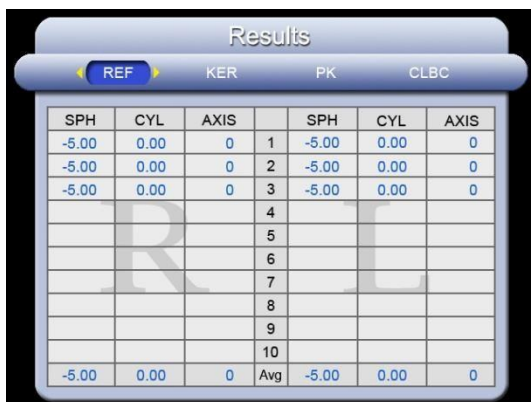 Results
REF KER PK CLBC
SPH CYL AXIS SPH CYL AXIS
-5.00 0.00 0 1 -5.00 0.00 0
-5.00 0.00 0 2 -5.00 0.00 0
-5.00 0.00 0 3 -5.00 0.00 0
4
5
6
7
8
9
10
-5.00 0.00 0 Avg -5.00 0.00 0
R L